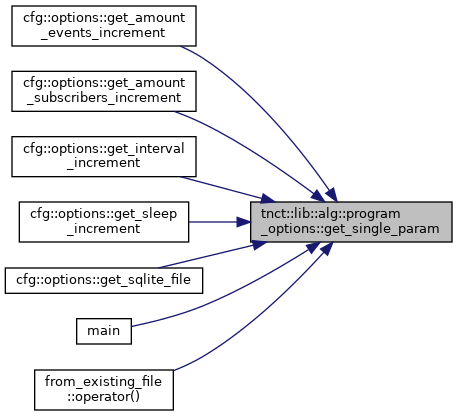 cfg::options::get_amount
_events_increment
cfg::options::get_amount
_subscribers_increment
cfg::options::get_interval
_increment
cfg::options::get_sleep
_increment
tnct::lib::alg::program
_options::get_single_param
cfg::options::get_sqlite_file
main
from_existing_file
::operator()